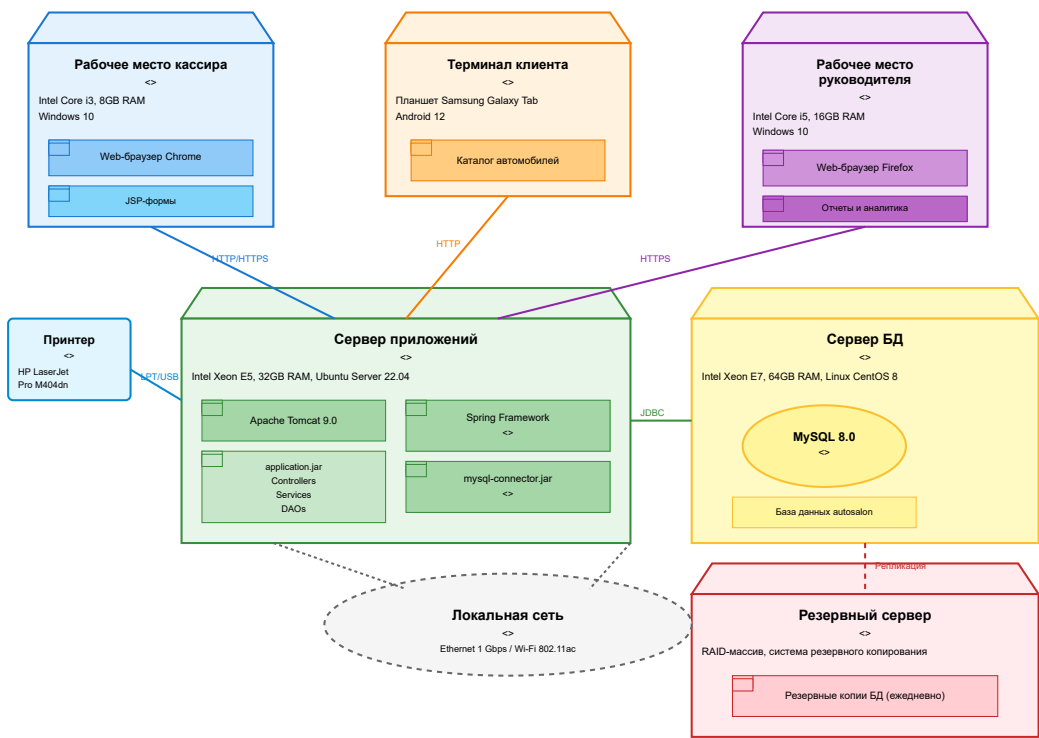 Рабочее место кассира
<>
Intel Core i3, 8GB RAM
Windows 10
Web-браузер Chrome
JSP-формы
Терминал клиента
<>
Планшет Samsung Galaxy Tab
Android 12
Каталог автомобилей
Рабочее место
руководителя
<>
Intel Core i5, 16GB RAM
Windows 10
Web-браузер Firefox
Отчеты и аналитика
HTTP/HTTPS
HTTP
HTTPS
Принтер
<>
HP LaserJet
Pro M404dn
LPT/USB
Сервер приложений
<>
Intel Xeon E5, 32GB RAM, Ubuntu Server 22.04
Apache Tomcat 9.0
Spring Framework
<>
application.jar
Controllers
Services
DAOs
mysql-connector.jar
<>
JDBC
Сервер БД
<>
Intel Xeon E7, 64GB RAM, Linux CentOS 8
MySQL 8.0
<>
База данных autosalon
Репликация
Локальная сеть
<>
Ethernet 1 Gbps / Wi-Fi 802.11ac
Резервный сервер
<>
RAID-массив, система резервного копирования
Резервные копии БД (ежедневно)